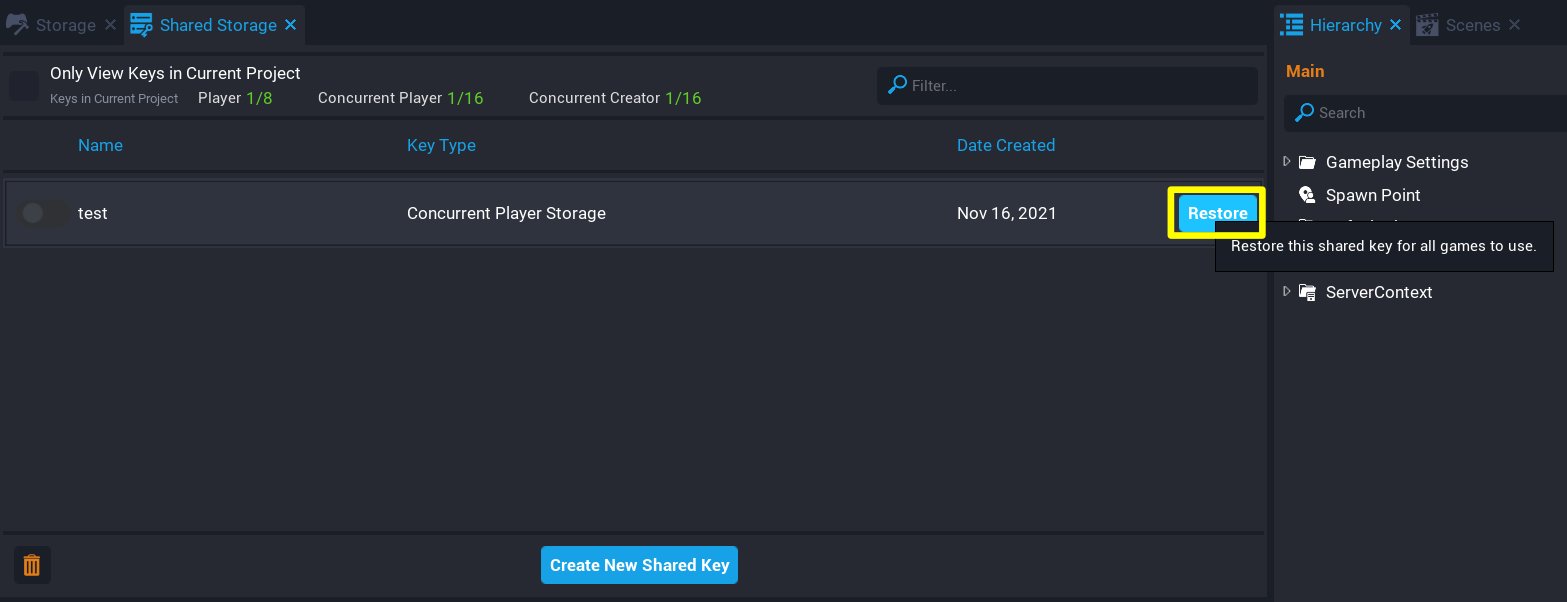 Storage
Shared Storage
Only View Keys in Current Project
Keys in Current Project Player 1/8 Concurrent Player 1/16 Concurrent Creator 1/16
Filter...
Name Key Type Date Created
test Concurrent Player Storage Nov 16, 2021 Restore
Restore this shared key for all games to use.
Create New Shared Key
Hierarchy
Scenes
Main
Search
Gameplay Settings
Spawn Point
ServerContext